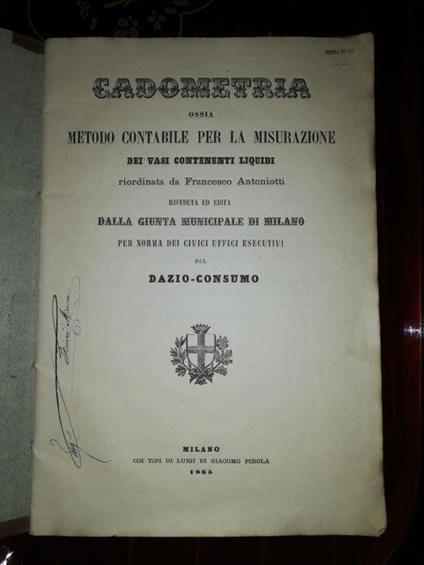 CADOMETRIA
OSSIA
METODO CONTABILE PER LA MISURAZIONE
DEI VASI CONTENENTI LIQUIDI
riordinata da Francesco Antoniotti
RIVEDUTA ED EDITA
DALLA GIUNTA MUNICIPALE DI MILANO
PER NORMA DEI CIVICI UFFICI ESECUTIVI
DEL
DAZIO-CONSUMO
MILANO
COI TIPI DI LUIGI DI GIACOMO PIROLA
1865